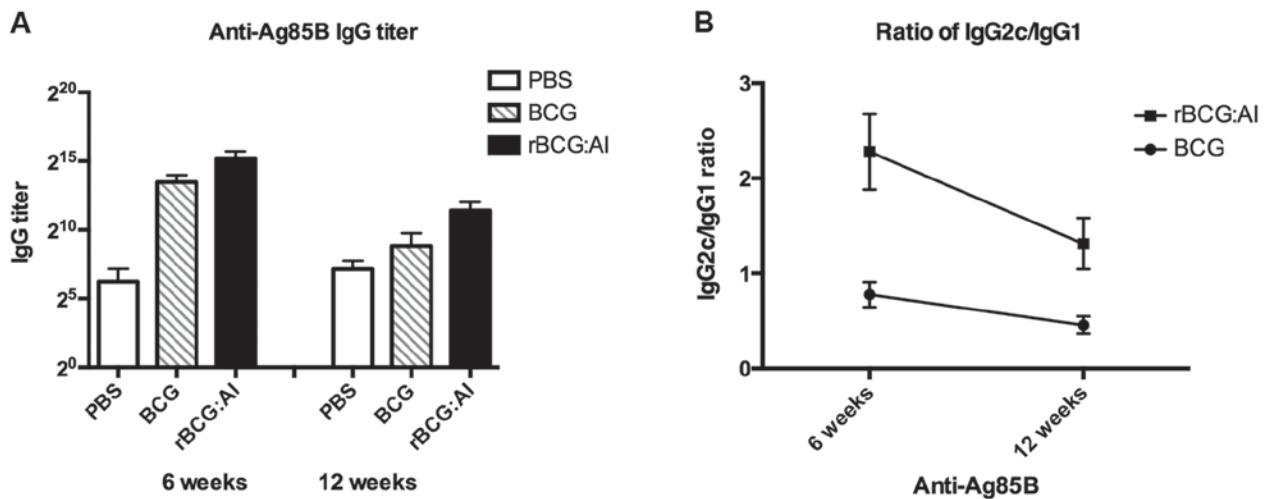 A
Anti-Ag85B IgG titer
PBS
BCG
rBCG:AI
IgG titer
2^20
2^15
2^10
2^5
2^0
PBS
BCG
rBCG:AI
PBS
BCG
rBCG:AI
6 weeks
12 weeks
B
Ratio of IgG2c/IgG1
rBCG:AI
BCG
IgG2c/IgG1 ratio
3
2
1
0
6 weeks
12 weeks
Anti-Ag85B